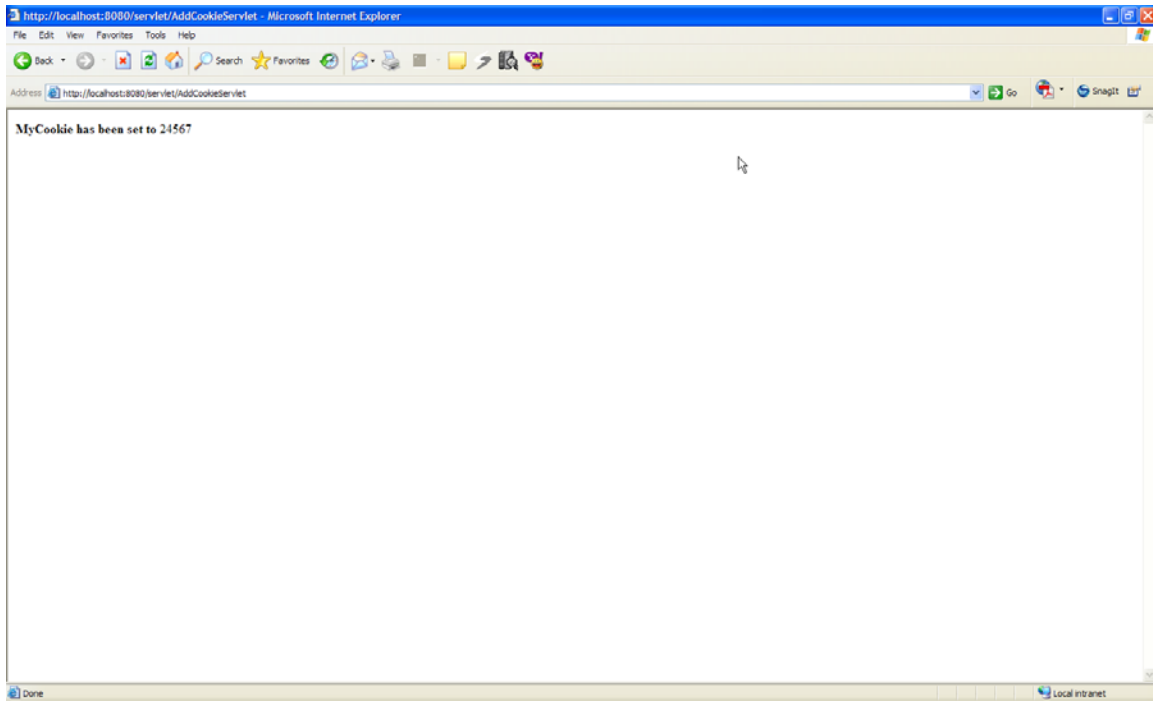 http://localhost:8080/servlet/AddCookieServlet - Microsoft Internet Explorer
File Edit View Favorites Tools Help
Back Search Favorites
Address http://localhost:8080/servlet/AddCookieServlet Go SnagIt
MyCookie has been set to 24567
Done Local intranet